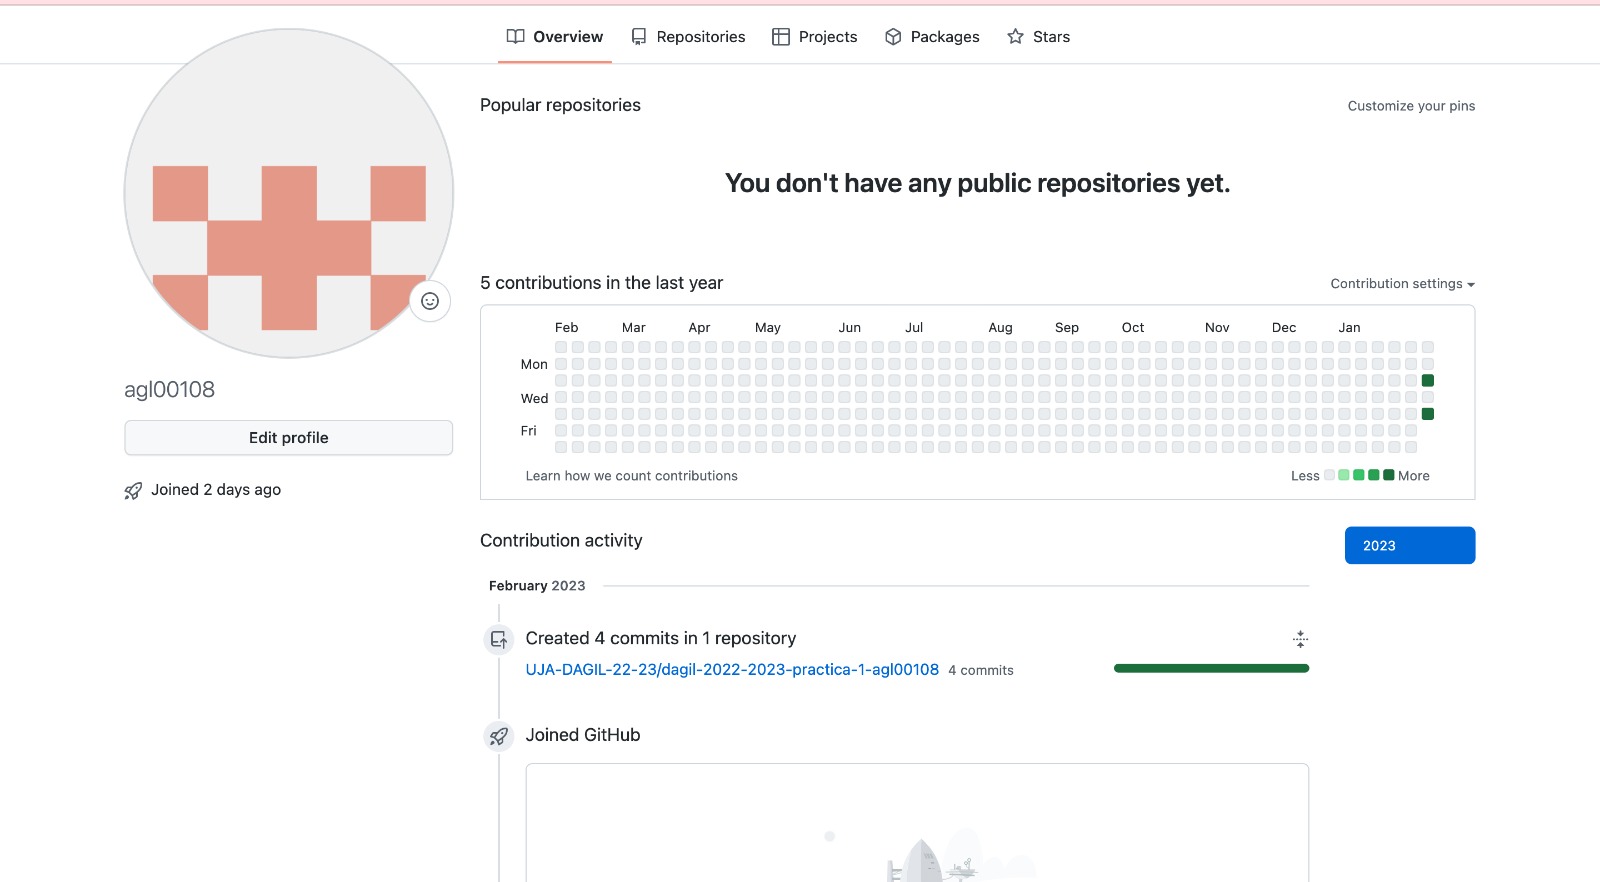 Overview Repositories Projects Packages Stars
Popular repositories Customize your pins
You don't have any public repositories yet.
5 contributions in the last year Contribution settings
Feb Mar Apr May Jun Jul Aug Sep Oct Nov Dec Jan
Mon
Wed
Fri
Learn how we count contributions Less More
agl00108
Edit profile
Joined 2 days ago
Contribution activity 2023
February 2023
Created 4 commits in 1 repository
UJA-DAGIL-22-23/dagil-2022-2023-practica-1-agl00108 4 commits
Joined GitHub